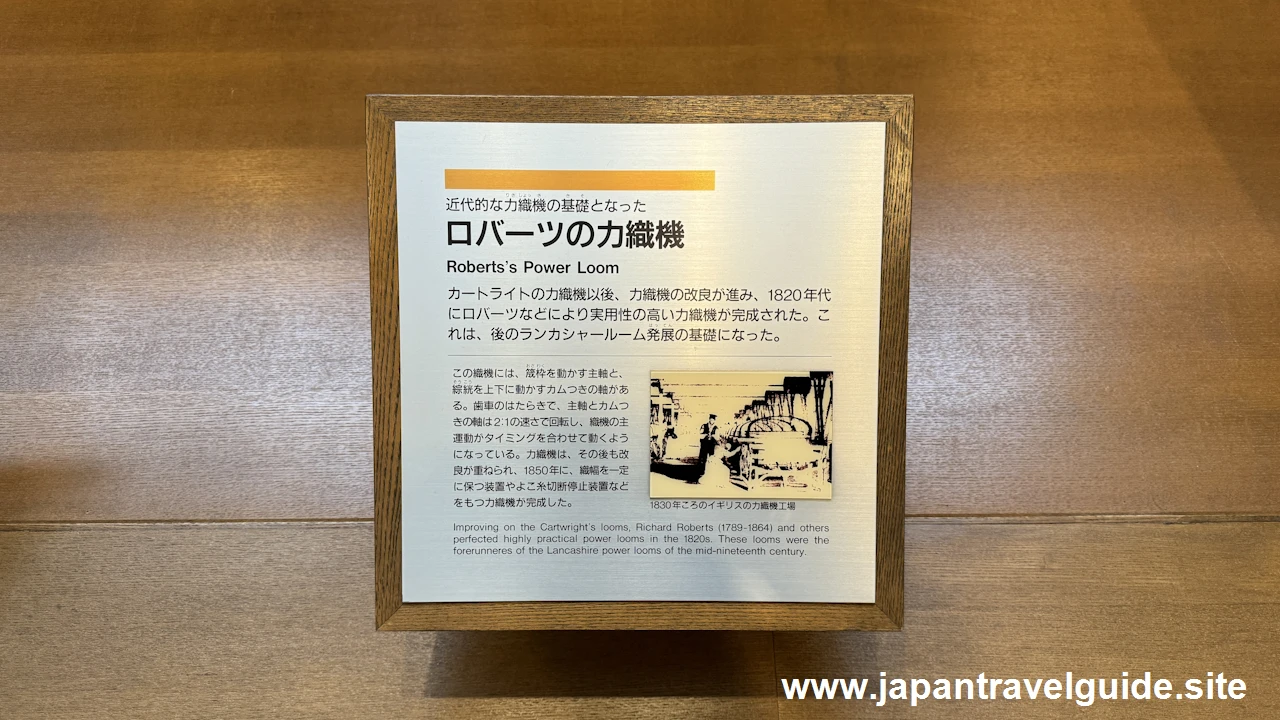 近代的な力織機の基礎となった
ロバーツの力織機
Roberts's Power Loom
カートライトの力織機以後、力織機の改良が進み、1820年代
にロバーツなどにより実用性の高い力織機が完成された。こ
れは、後のランカシャールーム発展の基礎になった。
この織機には、筬枠を動かす主軸と、
綜絖を上下に動かすカムつきの軸があ
る。歯車のはたらきで、主軸とカムつ
きの軸は2:1の速さで回転し、織機の主
運動がタイミングを合わせて動くよう
になっている。力織機は、その後も改
良が重ねられ、1850年に、織幅を一定
に保つ装置やよこ糸切断停止装置など
をもつ力織機が完成した。
1830年ころのイギリスの力織機工場
Improving on the Cartwright's looms, Richard Roberts (1789-1864) and others
perfected highly practical power looms in the 1820s. These looms were the
forerunneres of the Lancashire power looms of the mid-nineteenth century.
www.japantravelguide.site